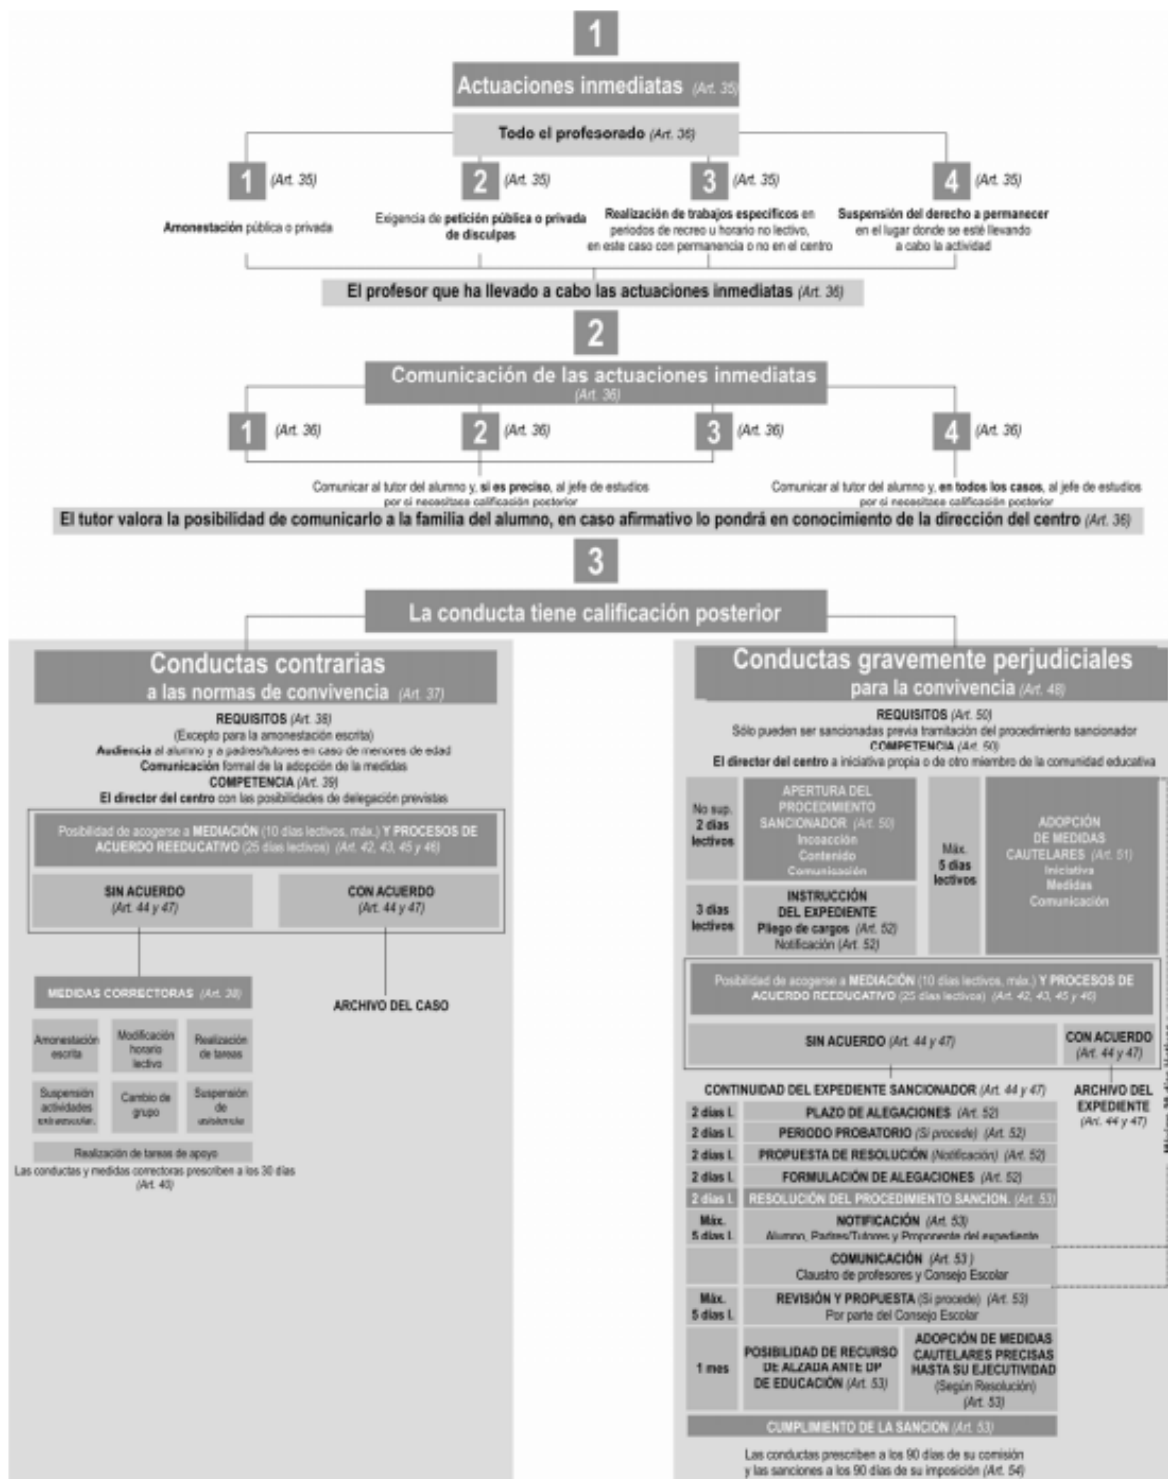 1
Actuaciones inmediatas (Art. 35)
Todo el profesorado (Art. 36)
1 (Art. 35)
2 (Art. 35)
3 (Art. 35)
4 (Art. 35)
Amonestación pública o privada
Exigencia de petición pública o privada
de disculpas
Realización de trabajos específicos en
periodos de recreo u horario no lectivo,
en este caso con permanencia o no en el centro
Suspensión del derecho a permanecer
en el lugar donde se esté llevando
a cabo la actividad
El profesor que ha llevado a cabo las actuaciones inmediatas (Art. 36)
2
Comunicación de las actuaciones inmediatas
(Art. 36)
1 (Art. 36)
2 (Art. 36)
3 (Art. 36)
4 (Art. 36)
Comunicar al tutor del alumno y, si es preciso, al jefe de estudios
por si necesitase calificación posterior
Comunicar al tutor del alumno y, en todos los casos, al jefe de estudios
por si necesitase calificación posterior
El tutor valora la posibilidad de comunicarlo a la familia del alumno, en caso afirmativo lo pondrá en conocimiento de la dirección del centro (Art. 36)
3
La conducta tiene calificación posterior
Conductas contrarias
a las normas de convivencia (Art. 37)
REQUISITOS (Art. 38)
(Excepto para la amonestación escrita)
Audiencia al alumno y a padres/tutores en caso de menores de edad
Comunicación formal de la adopción de la medidas
COMPETENCIA (Art. 39)
El director del centro con las posibilidades de delegación previstas
Posibilidad de acogerse a MEDIACIÓN (10 días lectivos, máx.) Y PROCESOS DE
ACUERDO REEDUCATIVO (25 días lectivos) (Art. 42, 43, 45 y 46)
SIN ACUERDO
(Art. 44 y 47)
CON ACUERDO
(Art. 44 y 47)
MEDIDAS CORRECTORAS (Art. 38)
ARCHIVO DEL CASO
Amonestación
escrita
Modificación
horario
lectivo
Realización
de tareas
Suspensión
actividades
extraescolar.
Cambio de
grupo
Suspensión
de
asistencia
Realización de tareas de apoyo
Las conductas y medidas correctoras prescriben a los 30 días
(Art. 40)
Conductas gravemente perjudiciales
para la convivencia (Art. 48)
REQUISITOS (Art. 50)
Sólo pueden ser sancionadas previa tramitación del procedimiento sancionador
COMPETENCIA (Art. 50)
El director del centro a iniciativa propia o de otro miembro de la comunidad educativa
No sup.
2 días
lectivos
APERTURA DEL
PROCEDIMIENTO
SANCIONADOR (Art. 50)
Incoacción
Contenido
Comunicación
Máx.
5 días
lectivos
ADOPCIÓN
DE MEDIDAS
CAUTELARES (Art. 51)
Iniciativa
Medidas
Comunicación
3 días
lectivos
INSTRUCCIÓN
DEL EXPEDIENTE
Pliego de cargos (Art. 52)
Notificación (Art. 52)
Posibilidad de acogerse a MEDIACIÓN (10 días lectivos, máx.) Y PROCESOS DE
ACUERDO REEDUCATIVO (25 días lectivos) (Art. 42, 43, 45 y 46)
SIN ACUERDO (Art. 44 y 47)
CON ACUERDO
(Art. 44 y 47)
CONTINUIDAD DEL EXPEDIENTE SANCIONADOR (Art. 44 y 47)
ARCHIVO DEL
EXPEDIENTE
(Art. 44 y 47)
2 días l. PLAZO DE ALEGACIONES (Art. 52)
2 días l. PERIODO PROBATORIO (Si procede) (Art. 52)
2 días l. PROPUESTA DE RESOLUCIÓN (Notificación) (Art. 52)
2 días l. FORMULACIÓN DE ALEGACIONES (Art. 52)
2 días l. RESOLUCIÓN DEL PROCEDIMIENTO SANCION. (Art. 53)
Máx.
5 días l.
NOTIFICACIÓN (Art. 53)
Alumno, Padres/Tutores y Proponente del expediente
COMUNICACIÓN (Art. 53 )
Claustro de profesores y Consejo Escolar
Máx.
5 días l.
REVISIÓN Y PROPUESTA (Si procede) (Art. 53)
Por parte del Consejo Escolar
1 mes
POSIBILIDAD DE RECURSO
DE ALZADA ANTE DP
DE EDUCACIÓN (Art. 53)
ADOPCIÓN DE MEDIDAS
CAUTELARES PRECISAS
HASTA SU EJECUTIVIDAD
(Según Resolución)
(Art. 53)
CUMPLIMIENTO DE LA SANCION (Art. 53)
Las conductas prescriben a los 90 días de su comisión
y las sanciones a los 90 días de su imposición (Art. 54)